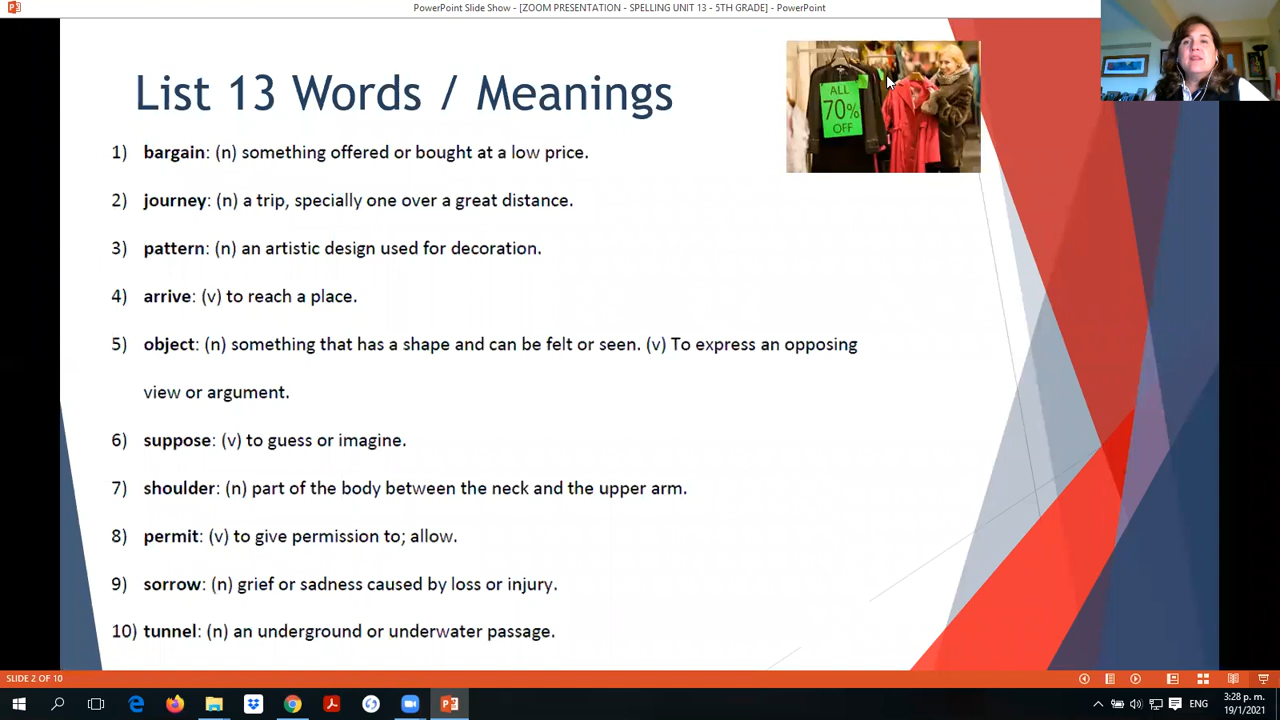 PowerPoint Slide Show - [ZOOM PRESENTATION - SPELLING UNIT 13 - 5TH GRADE] - PowerPoint
List 13 Words / Meanings
ALL
70%
OFF
1) bargain: (n) something offered or bought at a low price.
2) journey: (n) a trip, specially one over a great distance.
3) pattern: (n) an artistic design used for decoration.
4) arrive: (v) to reach a place.
5) object: (n) something that has a shape and can be felt or seen. (v) To express an opposing
view or argument.
6) suppose: (v) to guess or imagine.
7) shoulder: (n) part of the body between the neck and the upper arm.
8) permit: (v) to give permission to; allow.
9) sorrow: (n) grief or sadness caused by loss or injury.
10) tunnel: (n) an underground or underwater passage.
SLIDE 2 OF 10
ENG
3:28 p. m.
19/1/2021